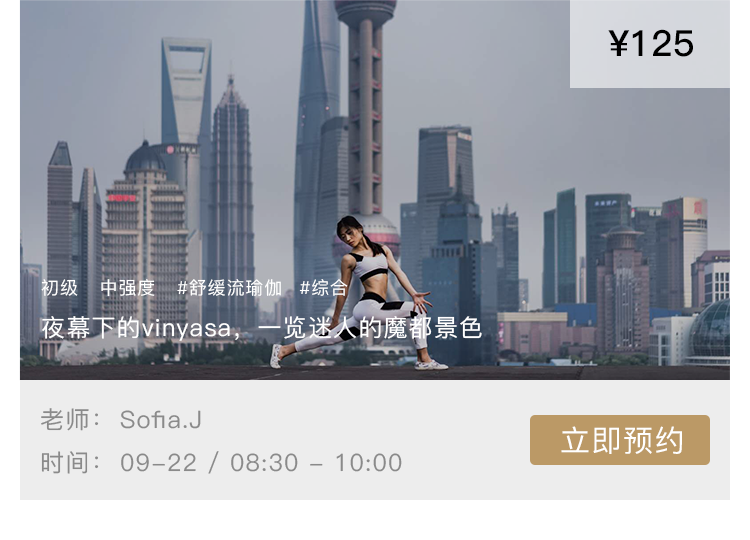 ¥125
初级 中强度 #舒缓流瑜伽 #综合
夜幕下的vinyasa，一览迷人的魔都景色
老师： Sofia.J
时间： 09-22 / 08:30 - 10:00
立即预约